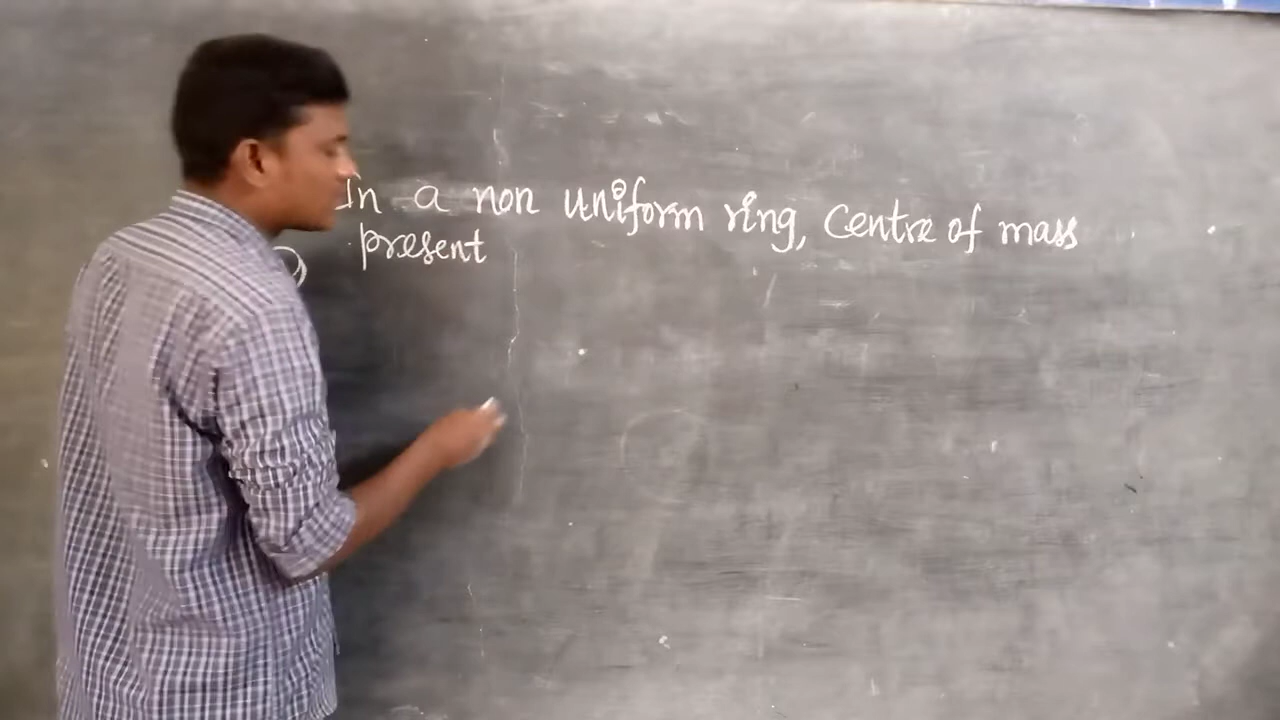 In a non uniform ring, Centre of mass
present